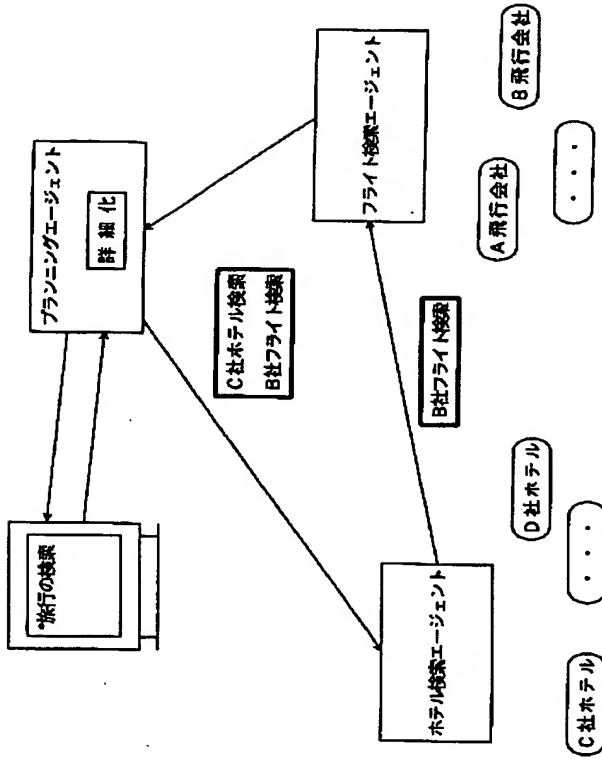 "旅行の検索
プランニングエージェント
詳細化
C社ホテル検索
B社フライト検索
B社フライト検索
ホテル検索エージェント
フライト検索エージェント
C社ホテル
・・・
D社ホテル
A飛行会社
・・・
B飛行会社